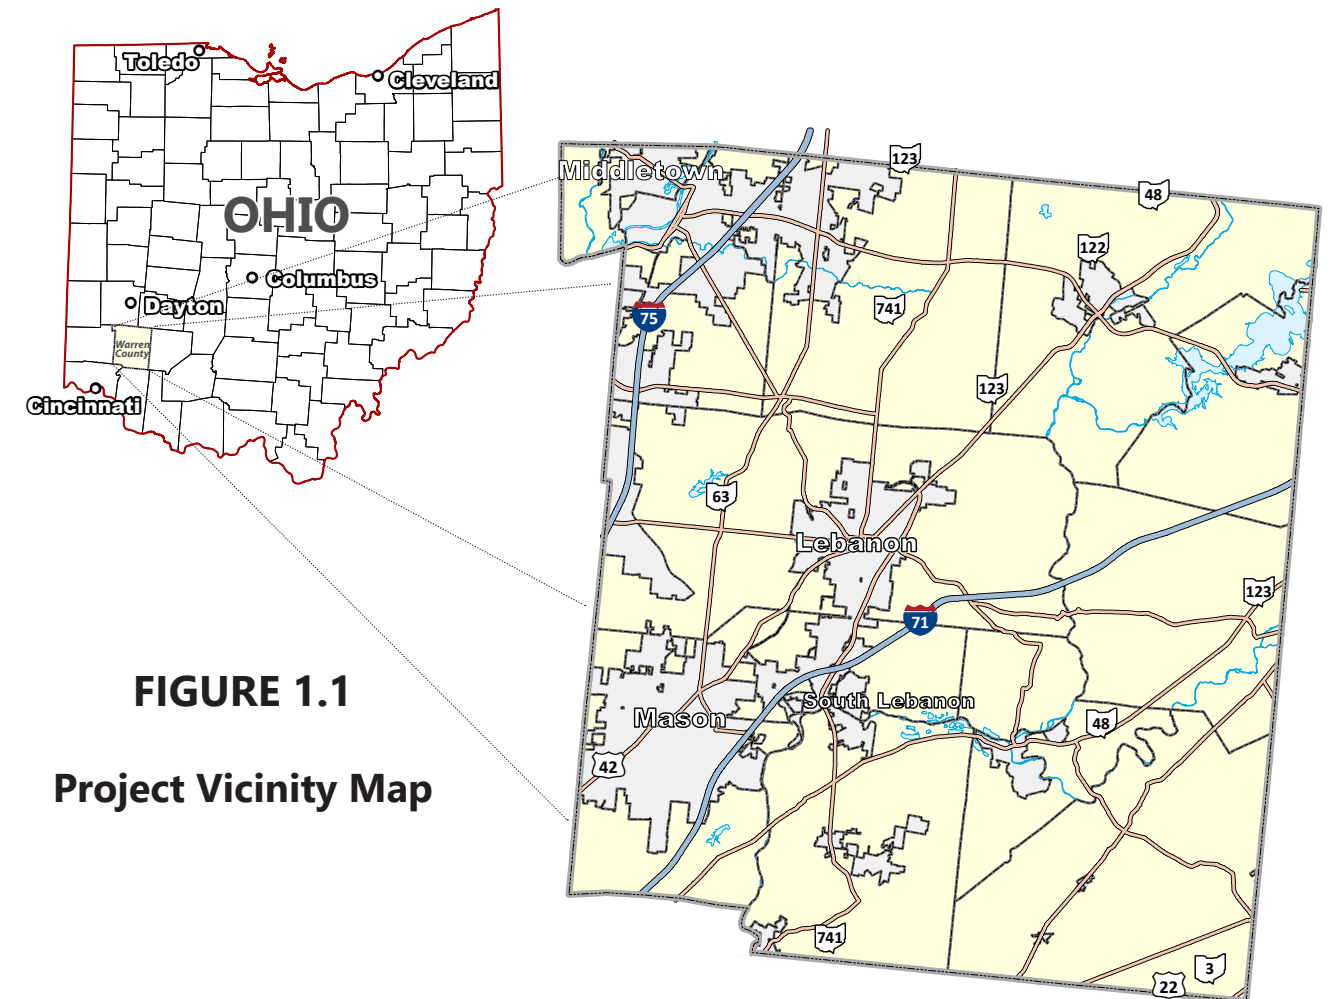 Toledo
Cleveland
OHIO
Columbus
Dayton
Warren
County
Cincinnati
FIGURE 1.1
Project Vicinity Map
Middletown
123
48
122
741
75
123
63
Lebanon
123
71
South Lebanon
Mason
48
42
741
3
22